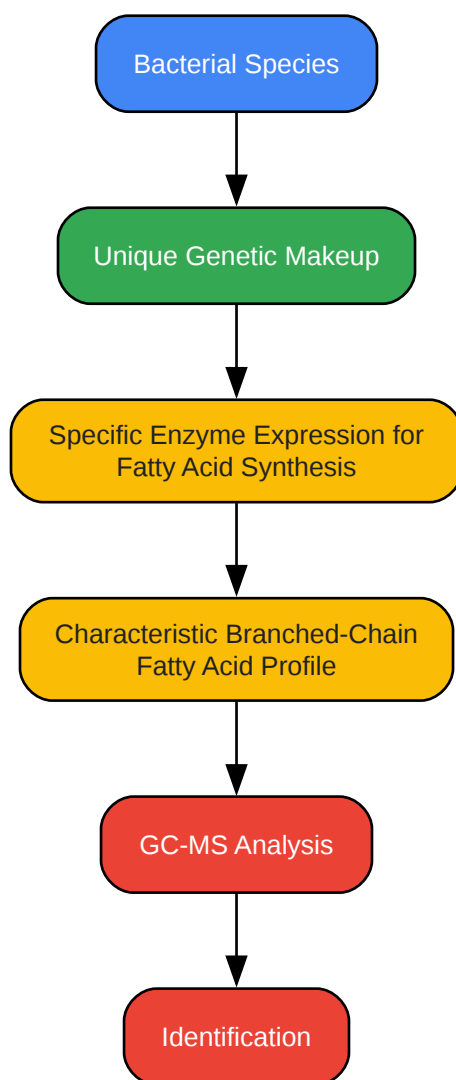 Bacterial Species
Unique Genetic Makeup
Specific Enzyme Expression for
Fatty Acid Synthesis
Characteristic Branched-Chain
Fatty Acid Profile
GC-MS Analysis
Identification